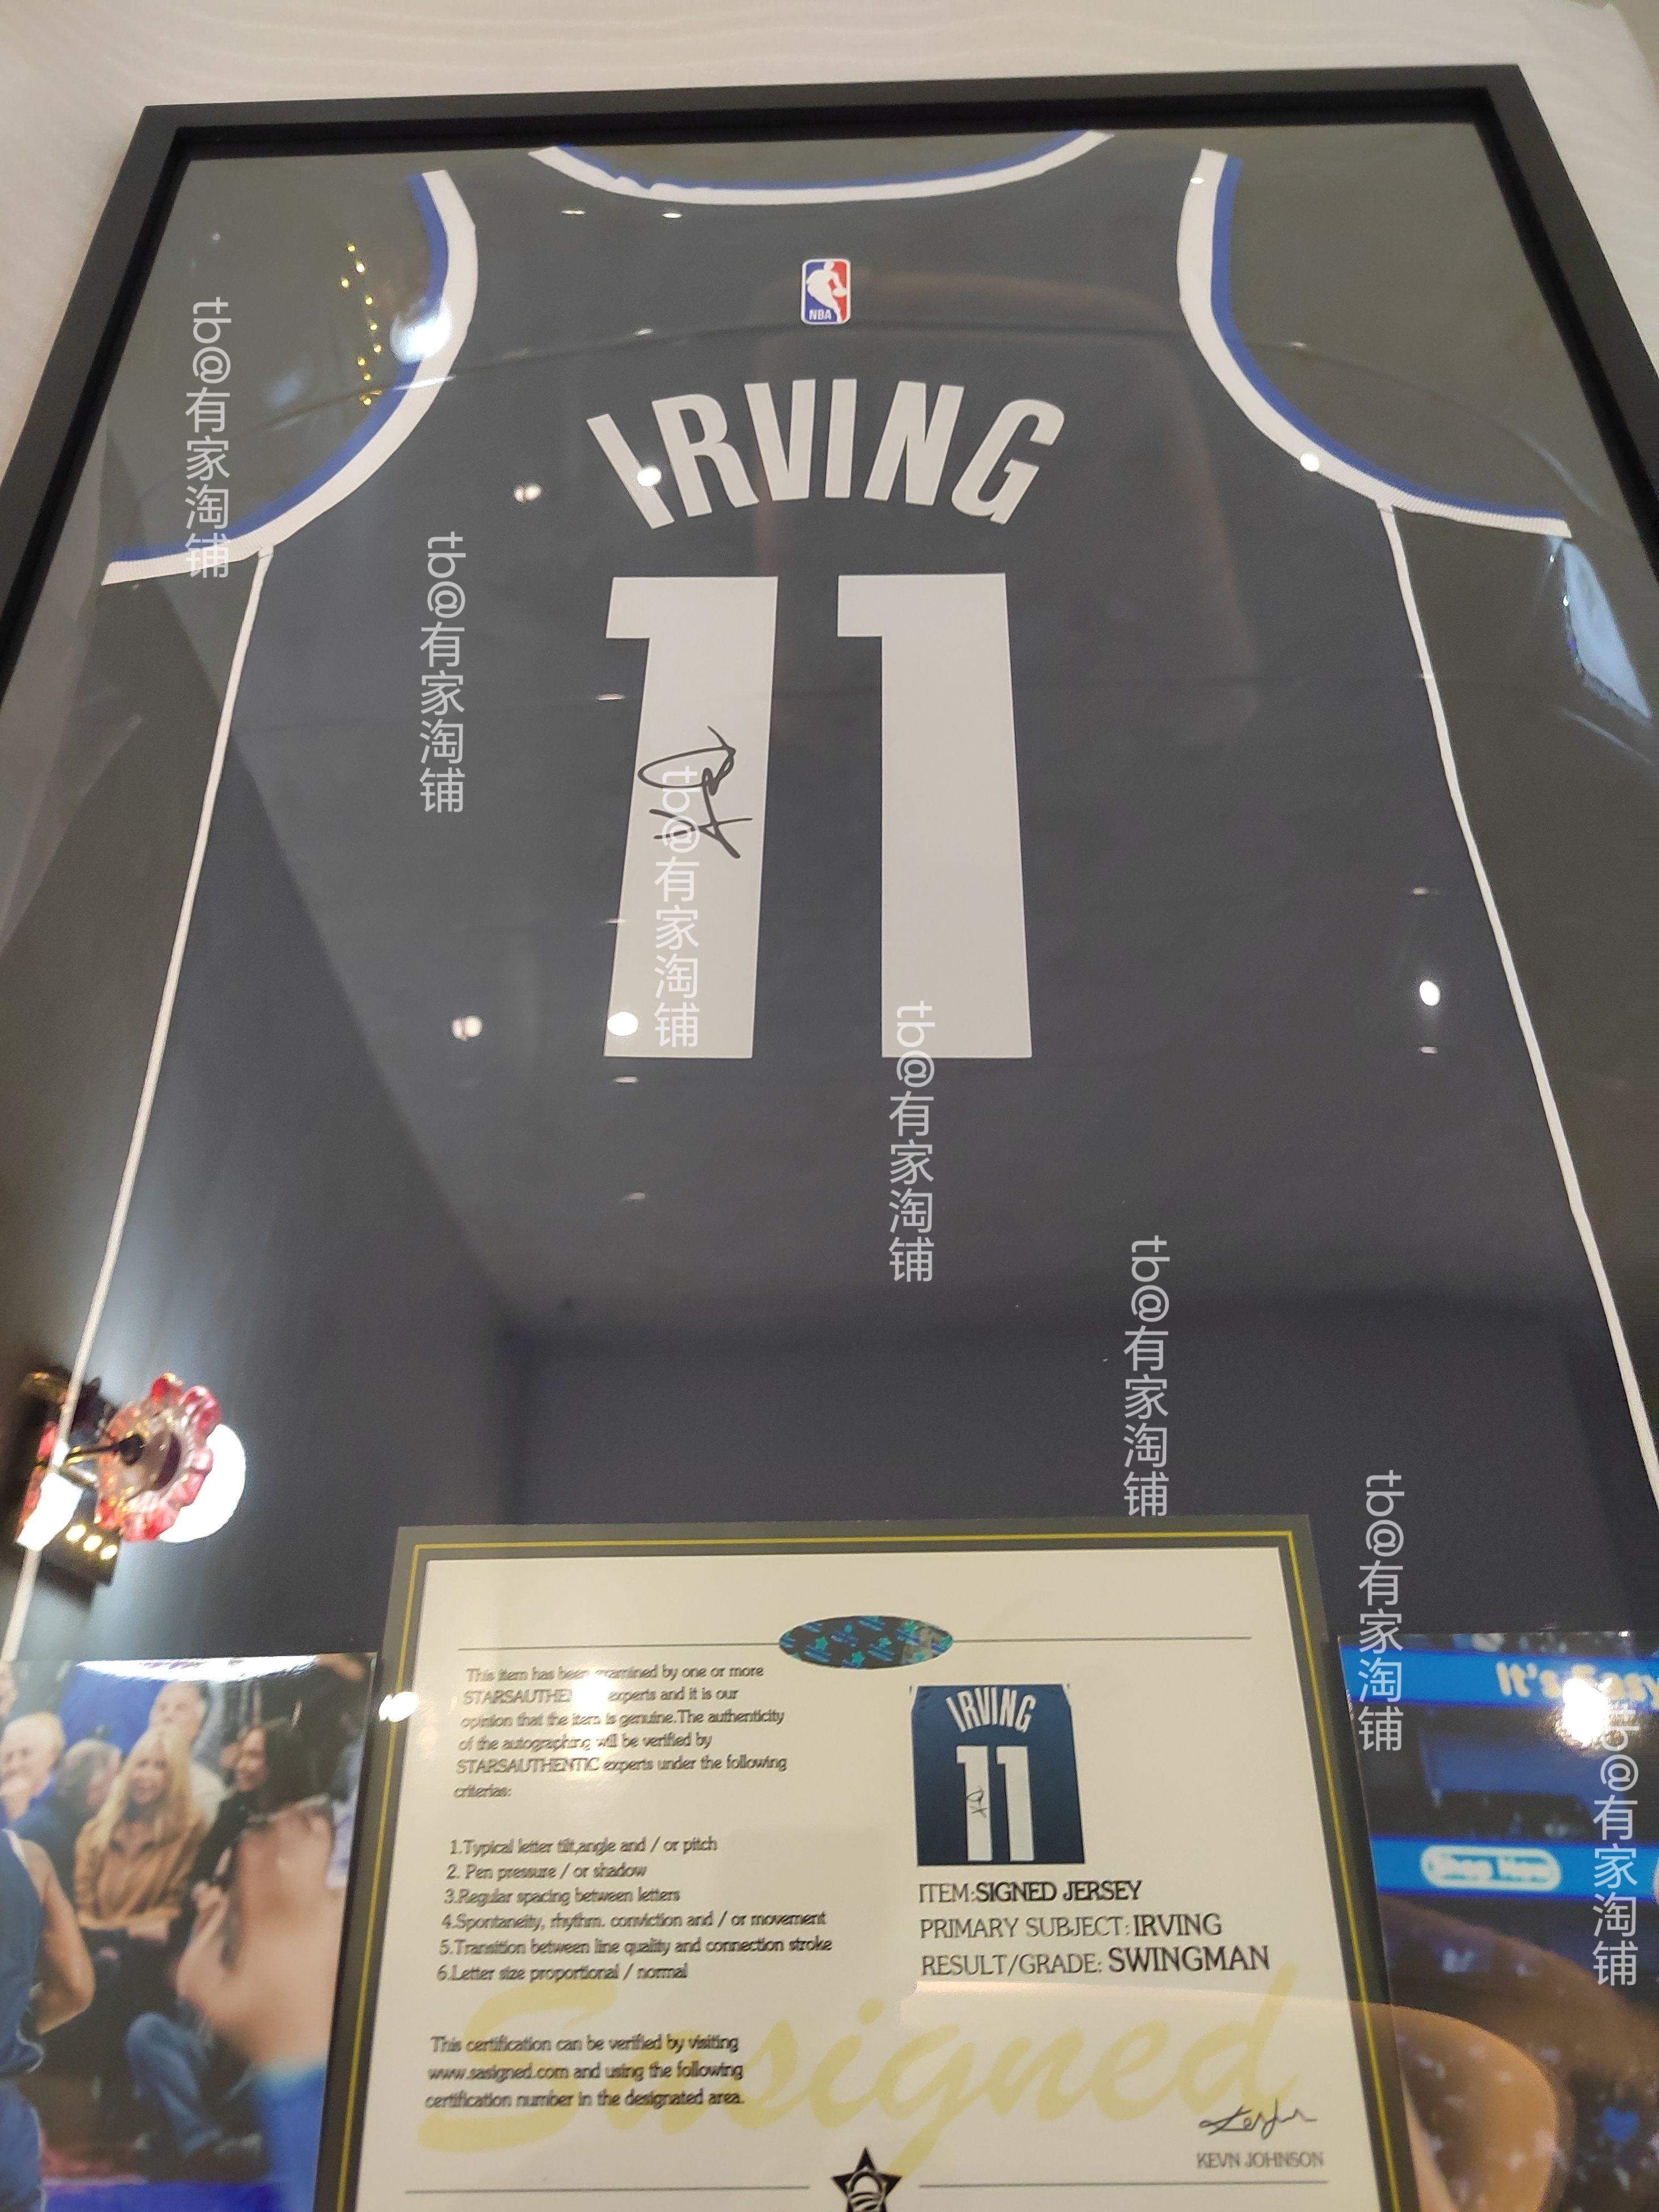 NBA
IRVING
11
tb@有家淘铺
tb@有家淘铺
tb@有家淘铺
tb@有家淘铺
tb@有家淘铺
tb@有家淘铺
tb@有家淘铺
This item has been examined by one or more
STARSAUTHENTIC experts and it is our
opinion that the item is genuine.The authenticity
of the autographing will be verified by
STARSAUTHENTIC experts under the following
criterias:
1.Typical letter tilt,angle and / or pitch
2. Pen pressure / or shadow
3.Regular spacing between letters
4.Spontaneity, rhythm. conviction and / or movement
5.Transition between line quality and connection stroke
6.Letter size proportional / normal
This certification can be verified by visiting
www.sasigned.com and using the following
certification number in the designated area.
IRVING
11
ITEM:SIGNED JERSEY
PRIMARY SUBJECT: IRVING
RESULT/GRADE: SWINGMAN
Sasigned
KEVN JOHNSON
It's Easy
Shop Now